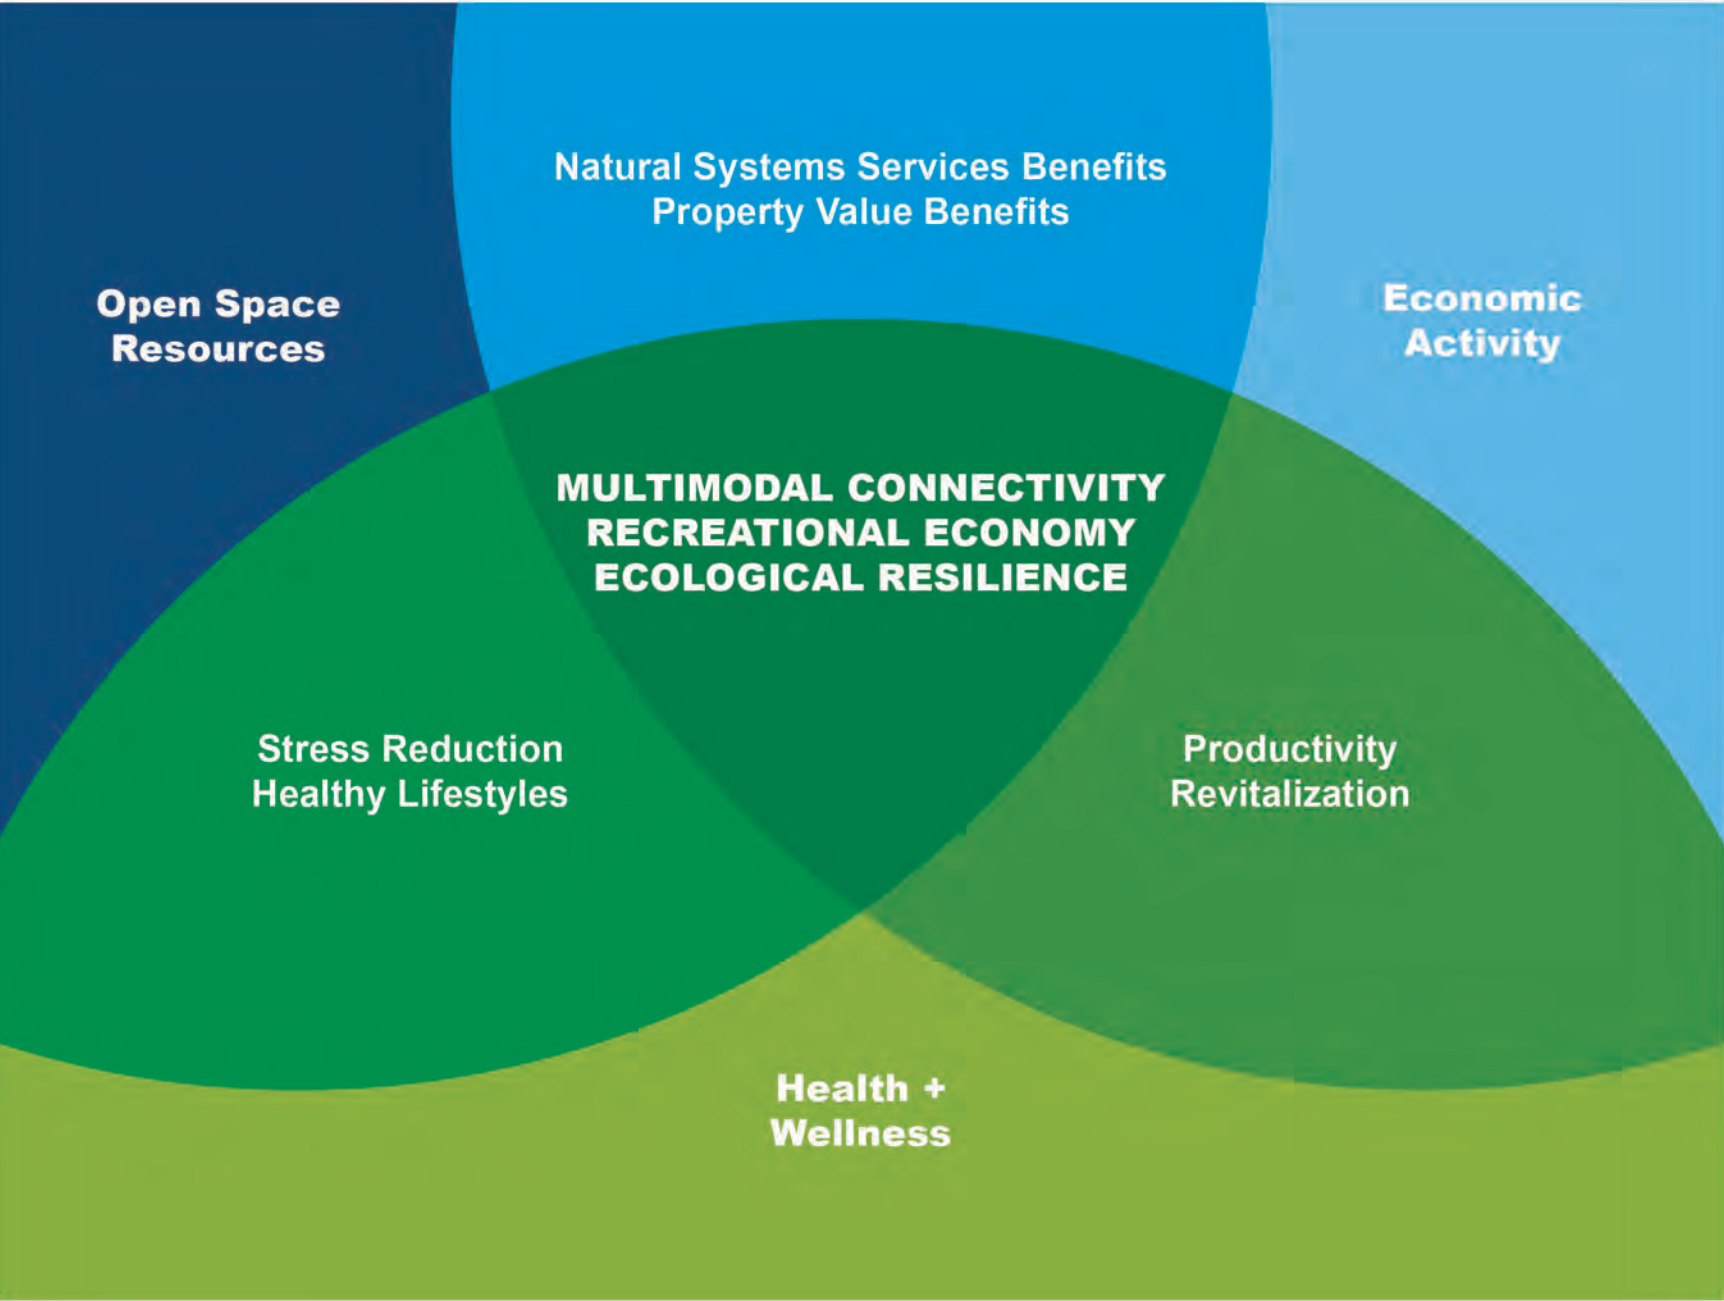 Natural Systems Services Benefits
Property Value Benefits
Open Space
Resources
Economic
Activity
MULTIMODAL CONNECTIVITY
RECREATIONAL ECONOMY
ECOLOGICAL RESILIENCE
Stress Reduction
Healthy Lifestyles
Productivity
Revitalization
Health +
Wellness